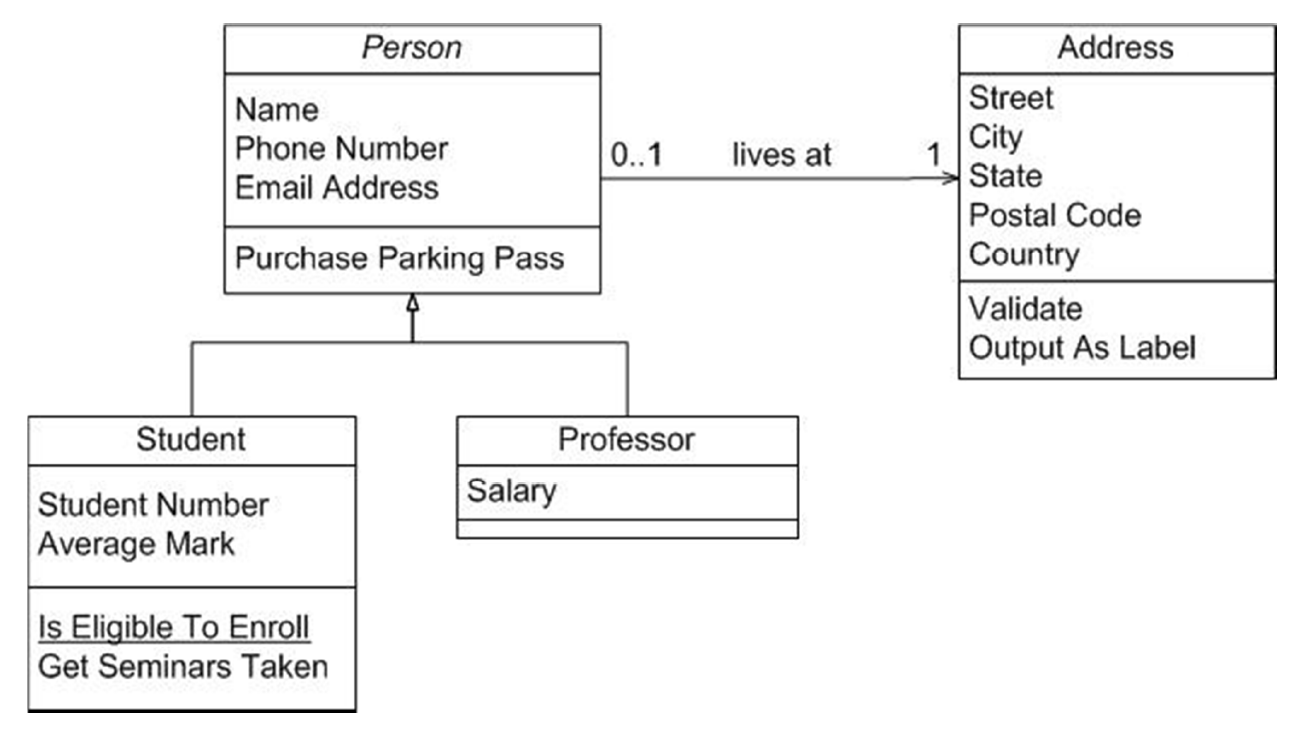 Person
Name
Phone Number
Email Address
Purchase Parking Pass
0..1 lives at 1
Address
Street
City
State
Postal Code
Country
Validate
Output As Label
Student
Student Number
Average Mark
Is Eligible To Enroll
Get Seminars Taken
Professor
Salary